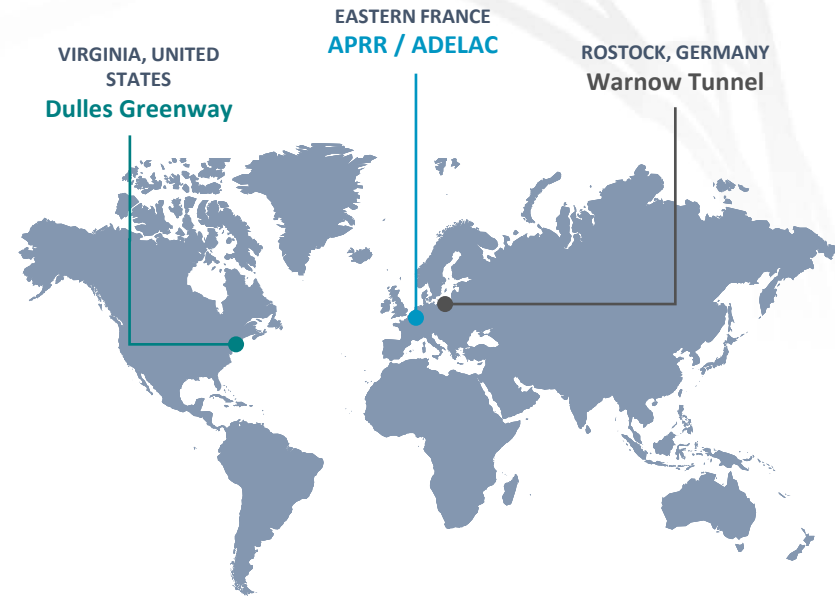 VIRGINIA, UNITED
STATES
Dulles Greenway
EASTERN FRANCE
APRR / ADELAC
ROSTOCK, GERMANY
Warnow Tunnel